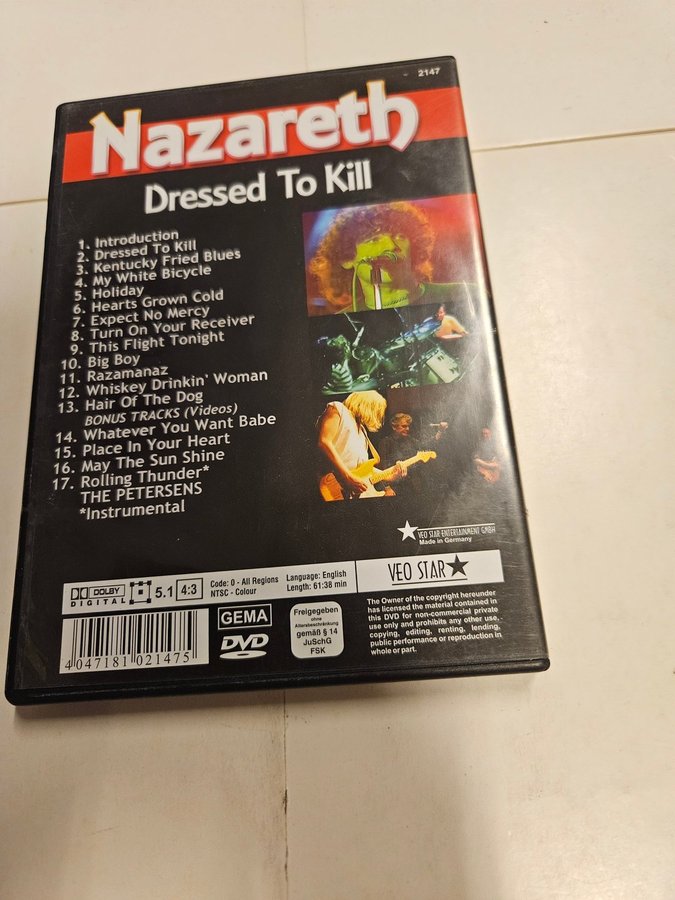 2147
Nazareth
Dressed To Kill
1. Introduction
2. Dressed To Kill
3. Kentucky Fried Blues
4. My White Bicycle
5. Holiday
6. Hearts Grown Cold
7. Expect No Mercy
8. Turn On Your Receiver
9. This Flight Tonight
10. Big Boy
11. Razamanaz
12. Whiskey Drinkin' Woman
13. Hair Of The Dog
BONUS TRACKS (Videos)
14. Whatever You Want Babe
15. Place In Your Heart
16. May The Sun Shine
17. Rolling Thunder*
THE PETERSENS
*Instrumental
VEO STAR ENTERTAINMENT GMBH
Made in Germany
DOLBY
DIGITAL
5.1
4:3
Code: 0 - All Regions
NTSC - Colour
Language: English
Length: 61:38 min
VEO STAR
4 047181 021475
GEMA
DVD
Freigegeben
ohne
Altersbeschränkung
gemäß § 14
JuSchG
FSK
The Owner of the copyright hereunder
has licensed the material contained in
this DVD for non-commercial private
use only and prohibits any other use,
copying, editing, renting, lending,
public performance or reproduction in
whole or part.